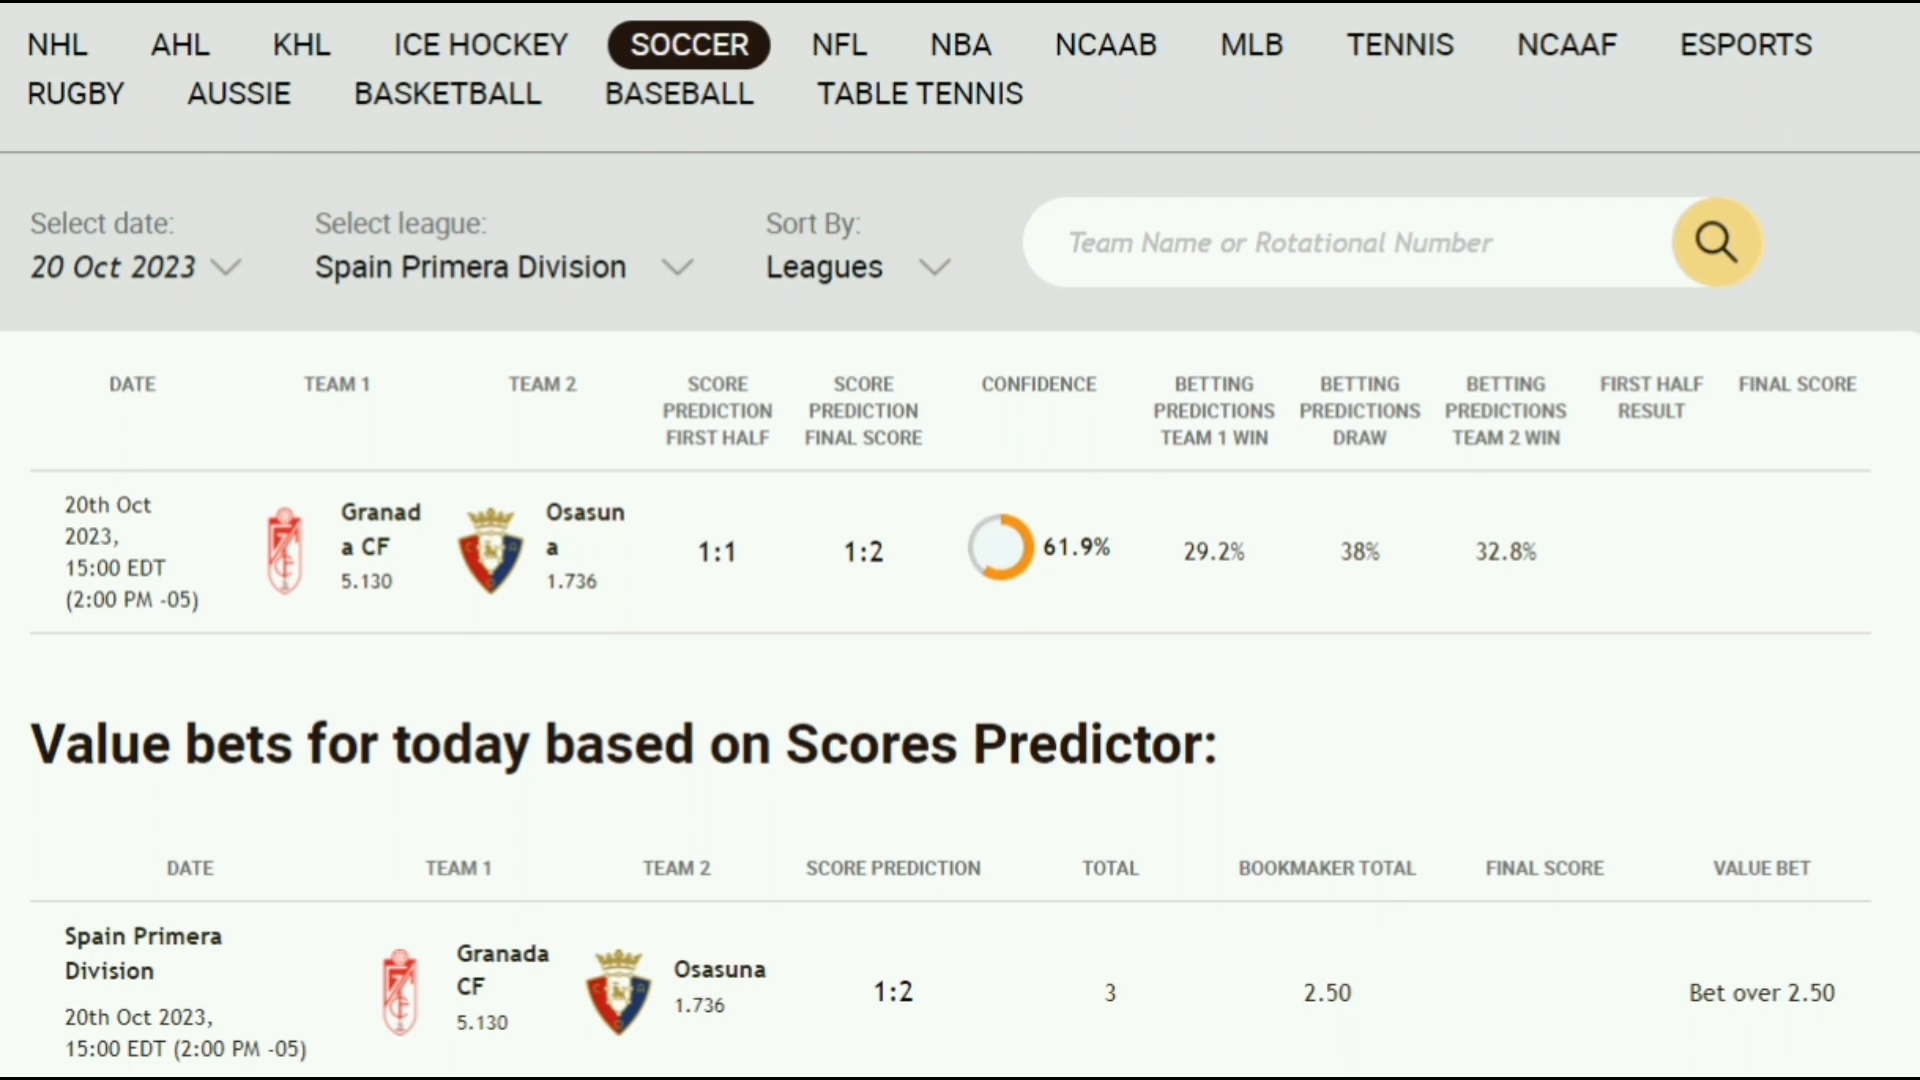 NHL AHL KHL ICE HOCKEY SOCCER NFL NBA NCAAB MLB TENNIS NCAAF ESPORTS
RUGBY AUSSIE BASKETBALL BASEBALL TABLE TENNIS
Select date: Select league: Sort By:
20 Oct 2023 Spain Primera Division Leagues
Team Name or Rotational Number
DATE TEAM 1 TEAM 2 SCORE SCORE CONFIDENCE BETTING BETTING BETTING FIRST HALF FINAL SCORE
PREDICTION PREDICTION PREDICTIONS PREDICTIONS PREDICTIONS RESULT
FIRST HALF FINAL SCORE TEAM 1 WIN DRAW TEAM 2 WIN
20th Oct
2023,
15:00 EDT
(2:00 PM -05)
Granad
a CF
5.130
Osasun
a
1.736
1:1 1:2 61.9% 29.2% 38% 32.8%
Value bets for today based on Scores Predictor:
DATE TEAM 1 TEAM 2 SCORE PREDICTION TOTAL BOOKMAKER TOTAL FINAL SCORE VALUE BET
Spain Primera
Division
20th Oct 2023,
15:00 EDT (2:00 PM -05)
Granada
CF
5.130
Osasuna
1.736
1:2 3 2.50 Bet over 2.50